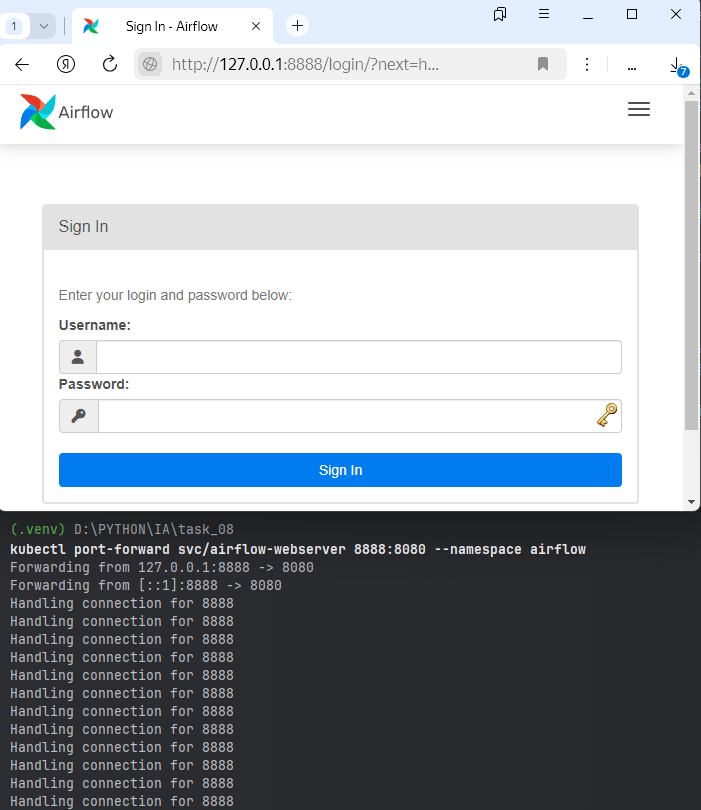 1
Sign In - Airflow
Я
http://127.0.0.1:8888/login/?next=h...
7
Airflow
Sign In
Enter your login and password below:
Username:
Password:
Sign In
(.venv) D:\PYTHON\IA\task_08
kubectl port-forward svc/airflow-webserver 8888:8080 --namespace airflow
Forwarding from 127.0.0.1:8888 -> 8080
Forwarding from [::1]:8888 -> 8080
Handling connection for 8888
Handling connection for 8888
Handling connection for 8888
Handling connection for 8888
Handling connection for 8888
Handling connection for 8888
Handling connection for 8888
Handling connection for 8888
Handling connection for 8888
Handling connection for 8888
Handling connection for 8888
Handling connection for 8888